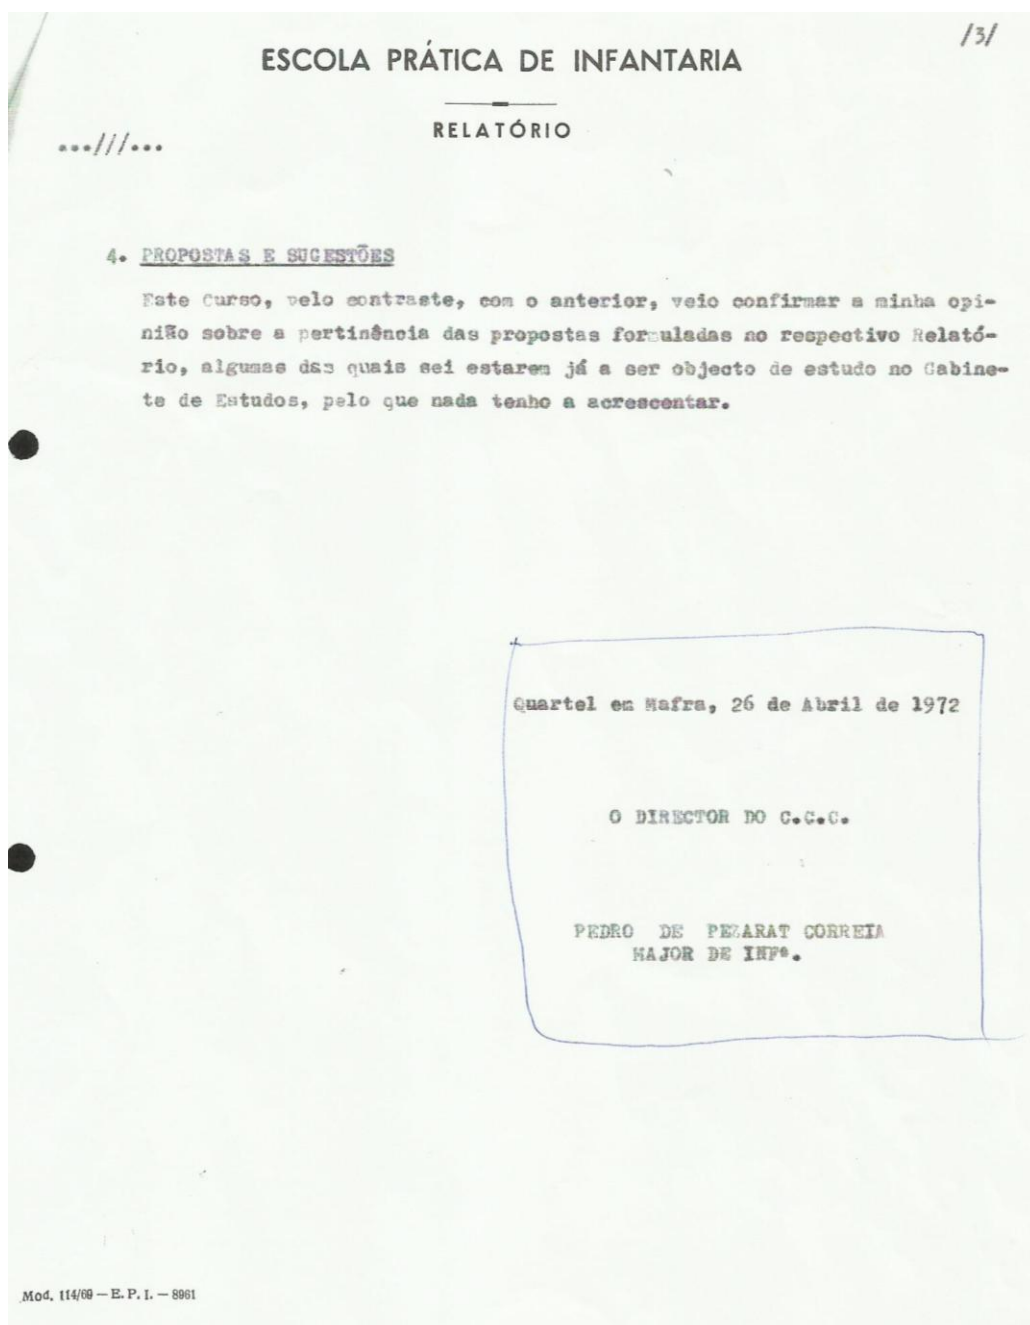 /3/
ESCOLA PRÁTICA DE INFANTARIA
RELATÓRIO
...///...
4. PROPOSTAS E SUGESTÕES
Este Curso, pelo contraste, com o anterior, veio confirmar a minha opi-
nião sobre a pertinência das propostas formuladas no respectivo Relató-
rio, algumas das quais sei estarem já a ser objecto de estudo no Gabine-
te de Estudos, pelo que nada tenho a acrescentar.
Quartel em Mafra, 26 de Abril de 1972
O DIRECTOR DO C.C.C.
PEDRO DE PEZARAT CORREIA
MAJOR DE INFª.
Mod. 114/69 — E. P. I. — 8961